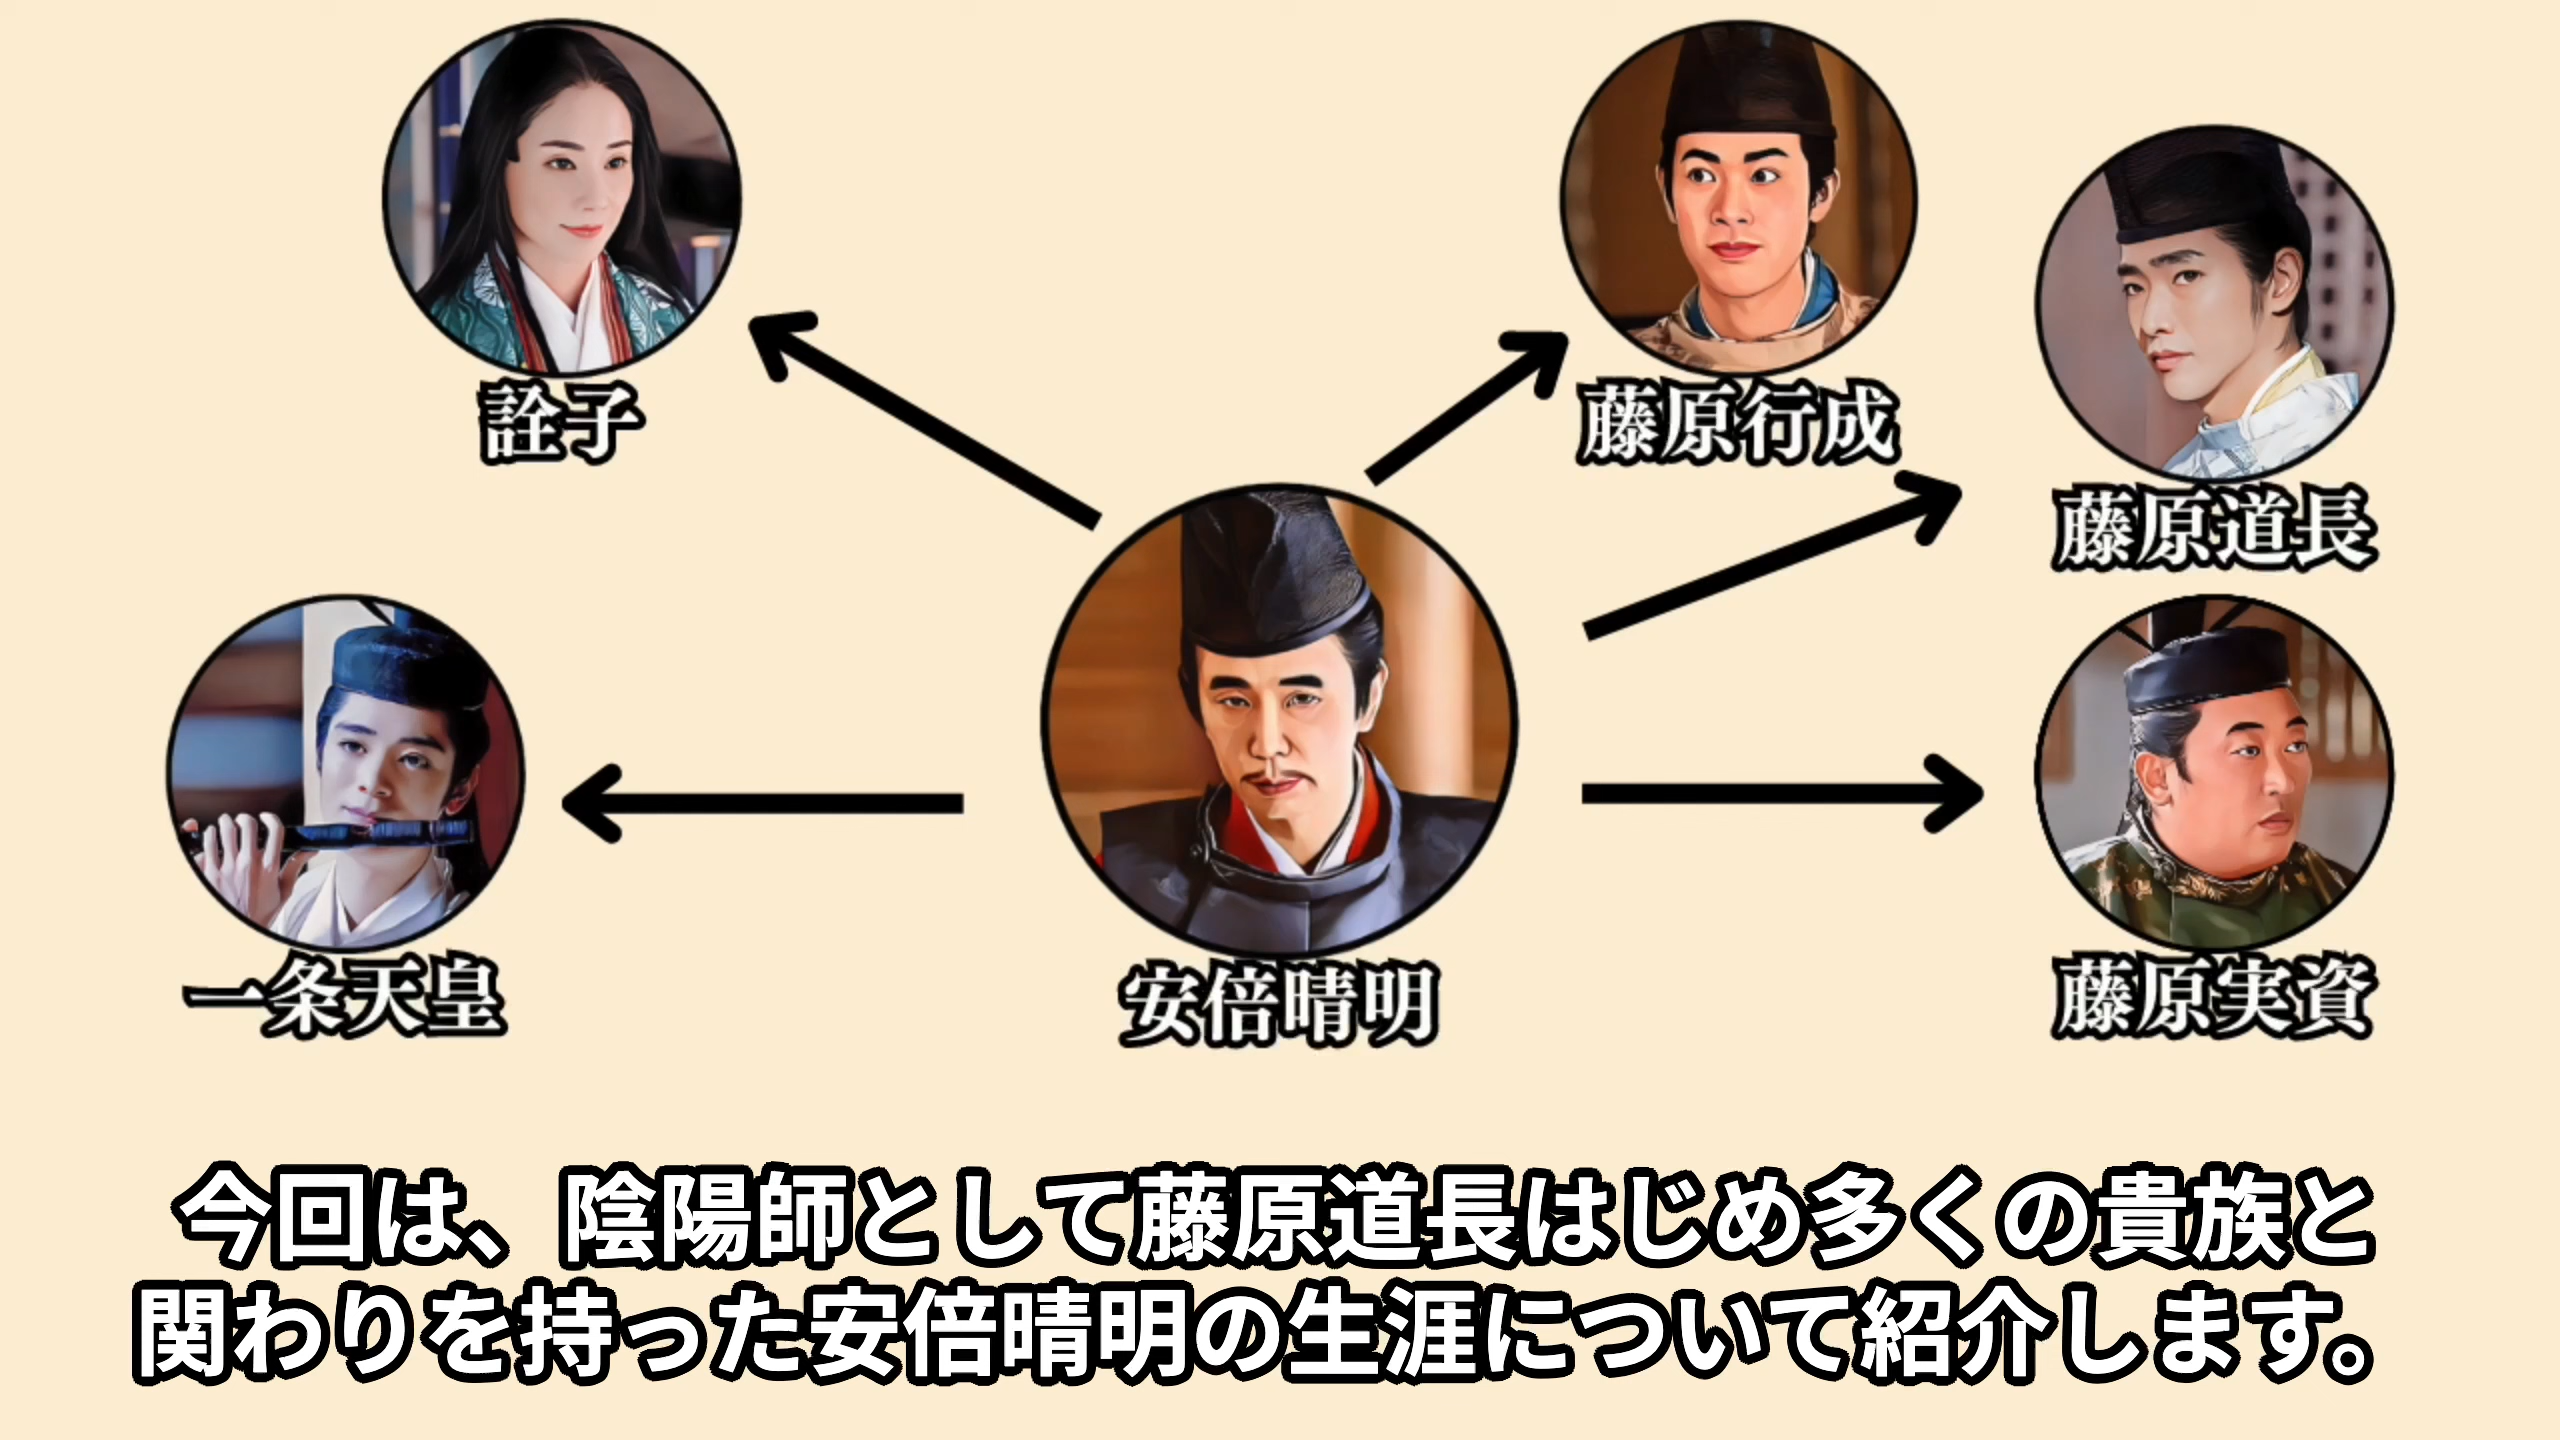 詮子
藤原行成
藤原道長
一条天皇
安倍晴明
藤原実資
今回は、陰陽師として藤原道長はじめ多くの貴族と
関わりを持った安倍晴明の生涯について紹介します。